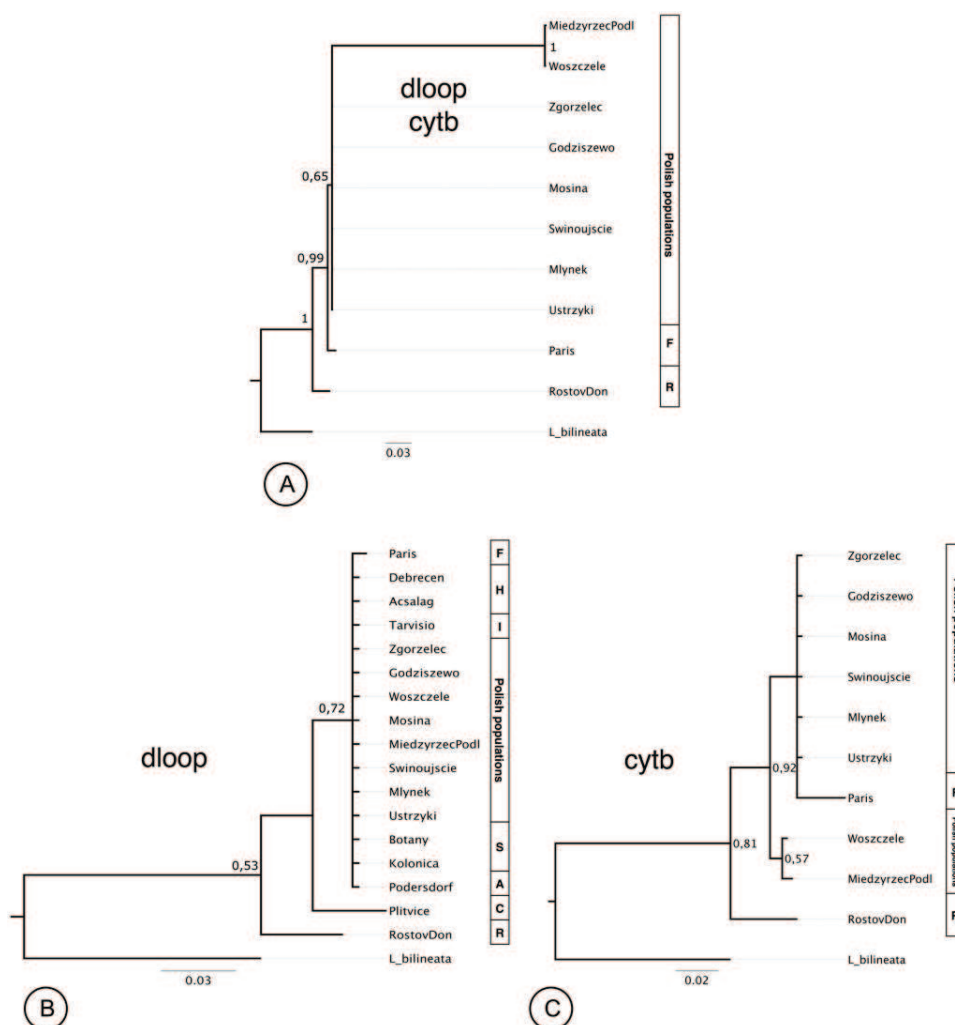 MiedzyrzecPodl
1
Woszczele
dloop
cytb
Zgorzelec
Godziszewo
Mosina
0,65
Swinoujscie
0,99
Mlynek
Ustrzyki
1
Paris
RostovDon
L_bilineata
0.03
Polish populations
F
R
A
Paris
Debrecen
Acsalag
Tarvisio
Zgorzelec
Godziszewo
Woszczele
0,72
Mosina
MiedzyrzecPodl
dloop
Swinoujscie
Mlynek
Ustrzyki
Botany
Kolonica
0,53
Podersdorf
Plitvice
RostovDon
L_bilineata
0.03
F
H
I
Polish populations
S
A
C
R
B
Zgorzelec
Godziszewo
Mosina
Swinoujscie
Mlynek
cytb
Ustrzyki
0,92
Paris
Woszczele
0,81
0,57
MiedzyrzecPodl
RostovDon
L_bilineata
0.02
Polish populations
C